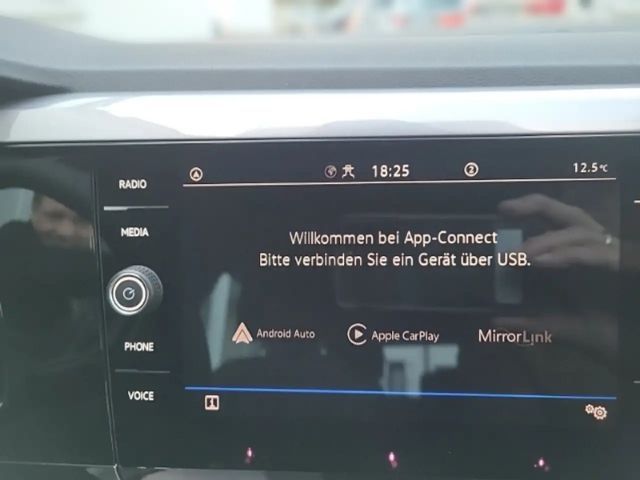 18:25
2
12.5°C
RADIO
MEDIA
PHONE
VOICE
Willkommen bei App-Connect
Bitte verbinden Sie ein Gerät über USB.
Android Auto
Apple CarPlay
MirrorLink